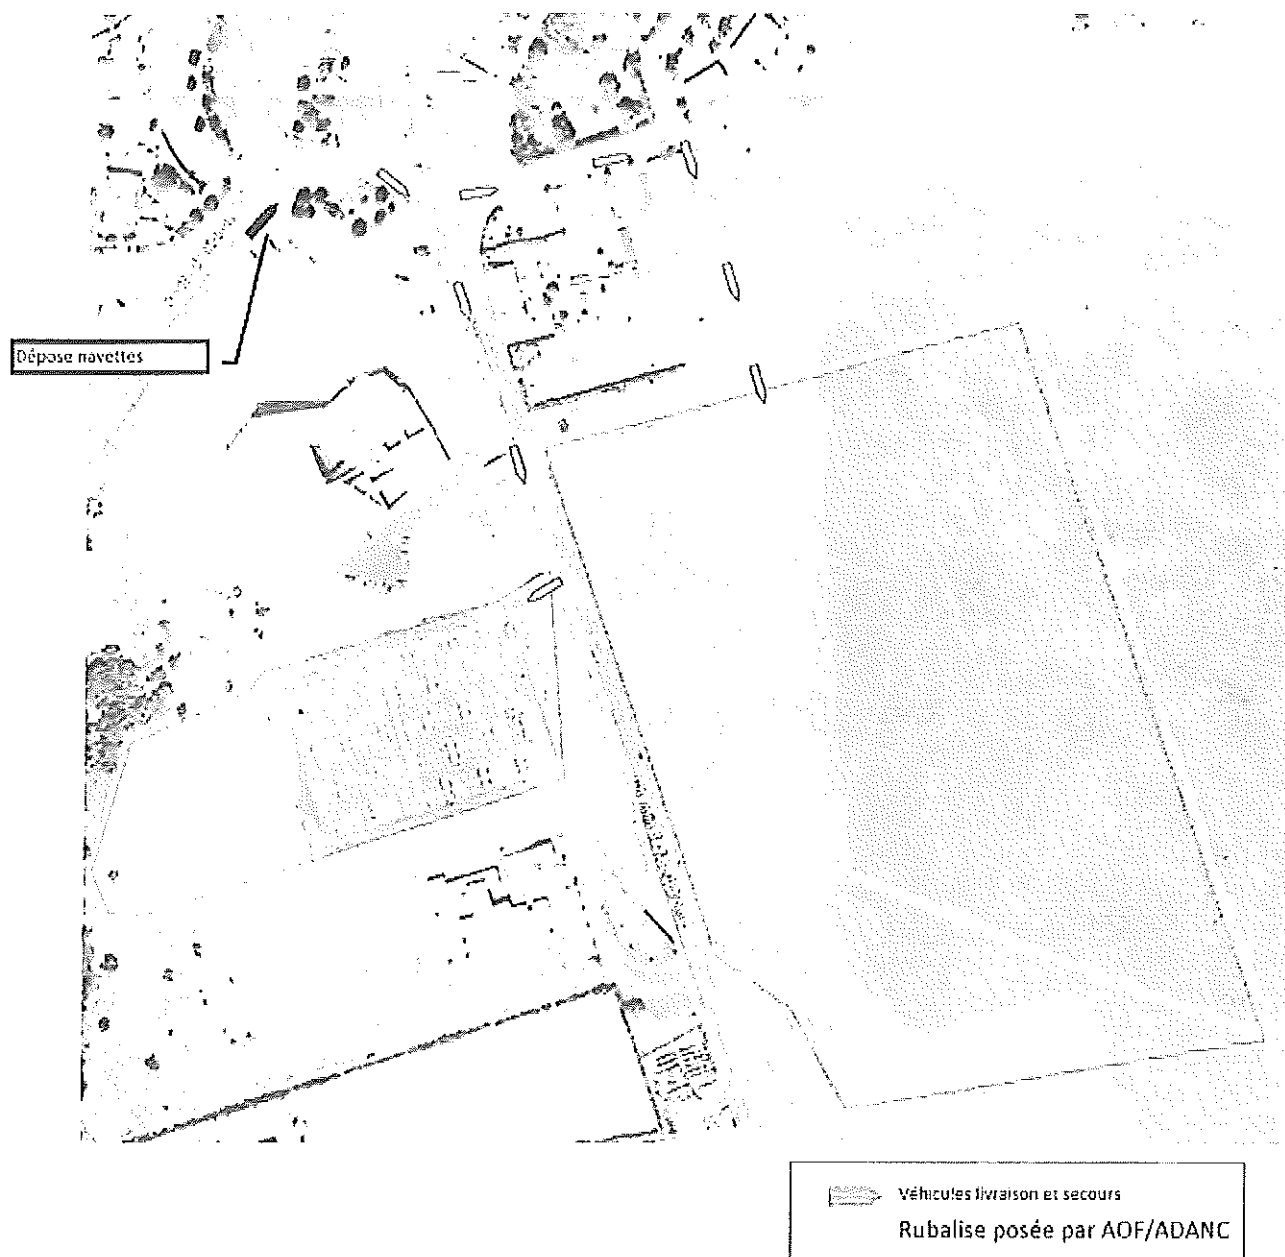 Dépose navettes
Véhicules livraison et secours
Rubalise posée par AOF/ADANC